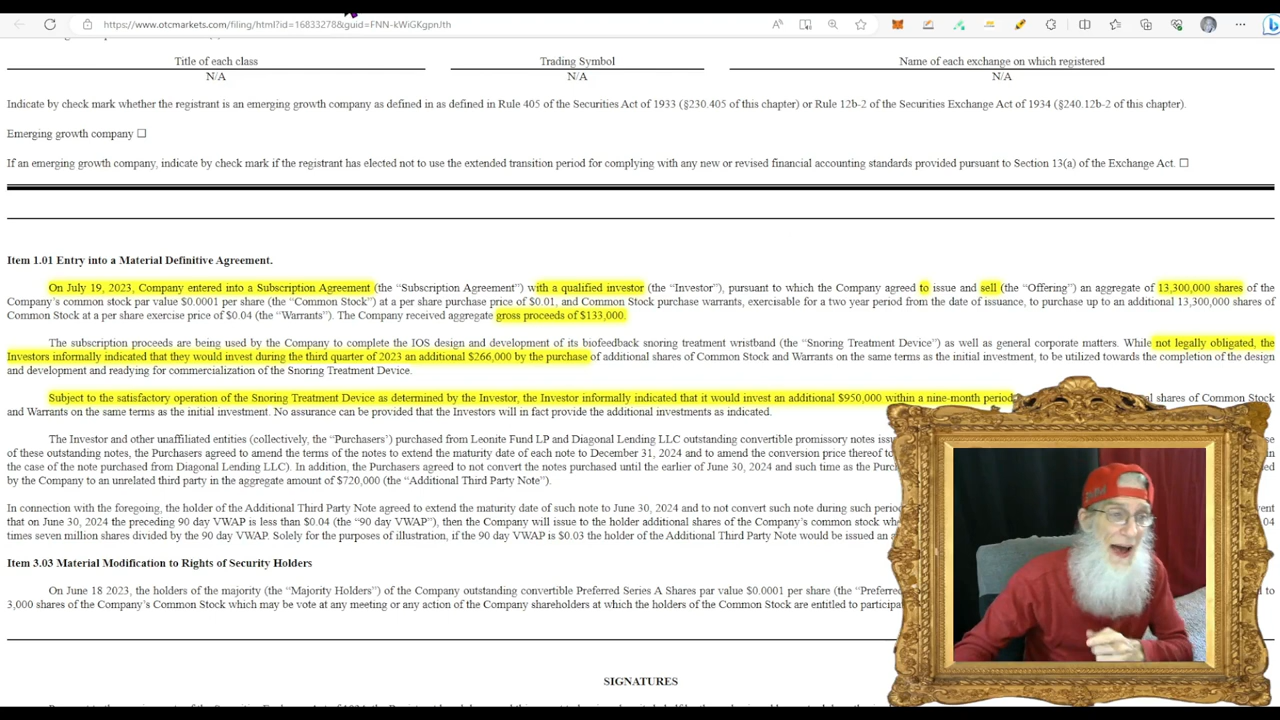 https://www.otcmarkets.com/filing/html?id=16833278&guid=FNN-kWiGKgpnJth
Title of each class Trading Symbol Name of each exchange on which registered
N/A N/A N/A
Indicate by check mark whether the registrant is an emerging growth company as defined in as defined in Rule 405 of the Securities Act of 1933 (§230.405 of this chapter) or Rule 12b-2 of the Securities Exchange Act of 1934 (§240.12b-2 of this chapter).
Emerging growth company ☐
If an emerging growth company, indicate by check mark if the registrant has elected not to use the extended transition period for complying with any new or revised financial accounting standards provided pursuant to Section 13(a) of the Exchange Act. ☐
Item 1.01 Entry into a Material Definitive Agreement.
On July 19, 2023, Company entered into a Subscription Agreement (the “Subscription Agreement”) with a qualified investor (the “Investor”), pursuant to which the Company agreed to issue and sell (the “Offering”) an aggregate of 13,300,000 shares of the
Company’s common stock par value $0.0001 per share (the “Common Stock”) at a per share purchase price of $0.01, and Common Stock purchase warrants, exercisable for a two year period from the date of issuance, to purchase up to an additional 13,300,000 shares of
Common Stock at a per share exercise price of $0.04 (the “Warrants”). The Company received aggregate gross proceeds of $133,000.
The subscription proceeds are being used by the Company to complete the IOS design and development of its biofeedback snoring treatment wristband (the “Snoring Treatment Device”) as well as general corporate matters. While not legally obligated, the
Investors informally indicated that they would invest during the third quarter of 2023 an additional $266,000 by the purchase of additional shares of Common Stock and Warrants on the same terms as the initial investment, to be utilized towards the completion of the design
and development and readying for commercialization of the Snoring Treatment Device.
Subject to the satisfactory operation of the Snoring Treatment Device as determined by the Investor, the Investor informally indicated that it would invest an additional $950,000 within a nine-month period shares of Common Stock
and Warrants on the same terms as the initial investment. No assurance can be provided that the Investors will in fact provide the additional investments as indicated.
The Investor and other unaffiliated entities (collectively, the “Purchasers’) purchased from Leonite Fund LP and Diagonal Lending LLC outstanding convertible promissory notes
of these outstanding notes, the Purchasers agreed to amend the terms of the notes to extend the maturity date of each note to December 31, 2024 and to amend the conversion price thereof to in
the case of the note purchased from Diagonal Lending LLC). In addition, the Purchasers agreed to not convert the notes purchased until the earlier of June 30, 2024 and such time as the
by the Company to an unrelated third party in the aggregate amount of $720,000 (the “Additional Third Party Note”).
In connection with the foregoing, the holder of the Additional Third Party Note agreed to extend the maturity date of such note to June 30, 2024 and to not convert such note during such
that on June 30, 2024 the preceding 90 day VWAP is less than $0.04 (the “90 day VWAP”), then the Company will issue to the holder additional shares of the Company’s common stock
times seven million shares divided by the 90 day VWAP. Solely for the purposes of illustration, if the 90 day VWAP is $0.03 the holder of the Additional Third Party Note would be issued an
Item 3.03 Material Modification to Rights of Security Holders
On June 18 2023, the holders of the majority (the “Majority Holders”) of the Company outstanding convertible Preferred Series A Shares par value $0.0001 per share (the “Preferred to
3,000 shares of the Company’s Common Stock which may be vote at any meeting or any action of the Company shareholders at which the holders of the Common Stock are entitled to
SIGNATURES